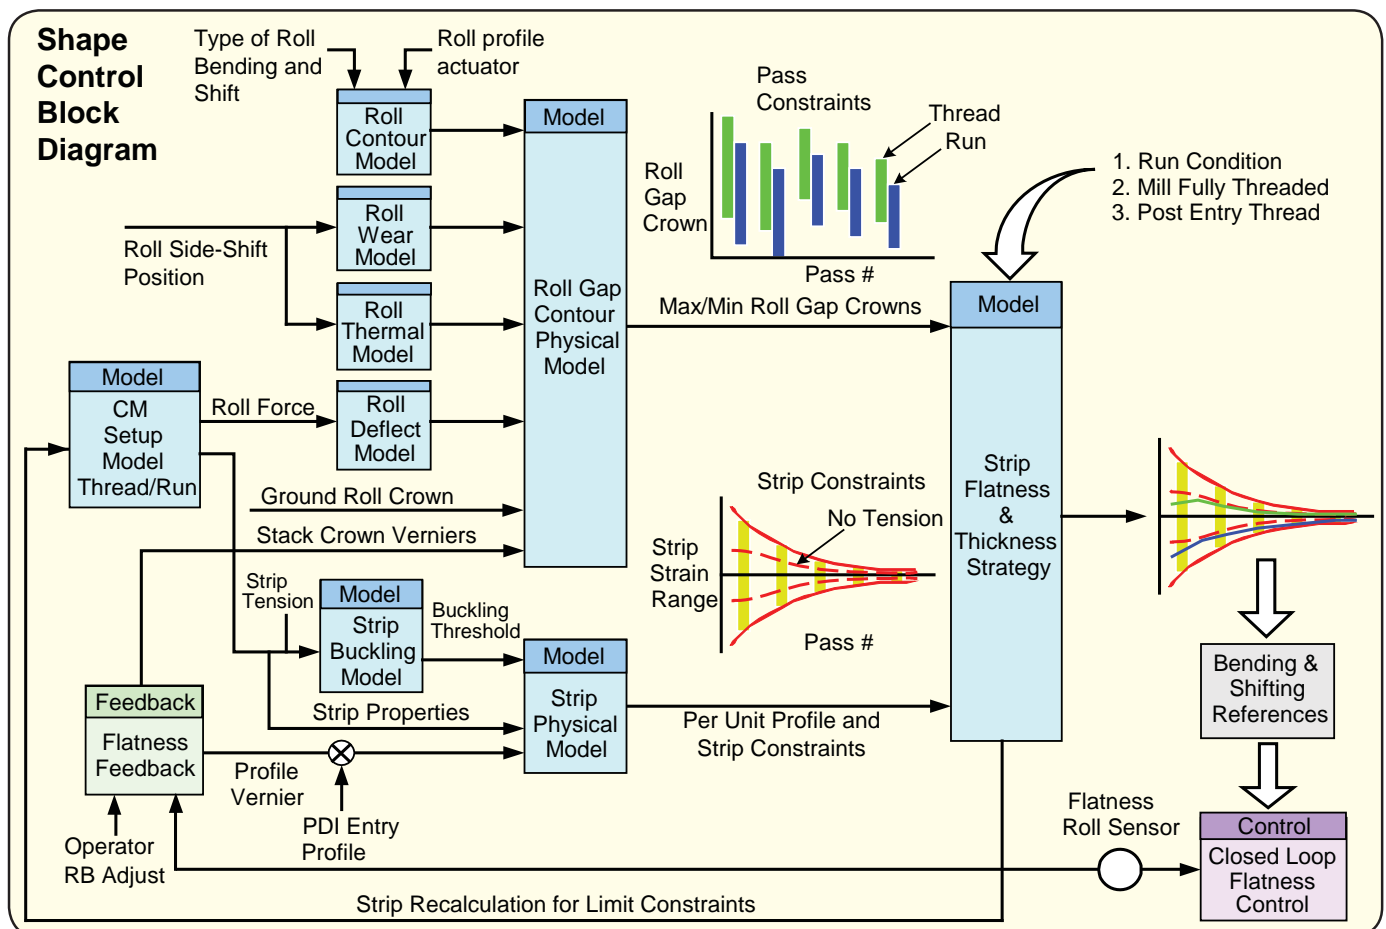 Shape
Control
Block
Diagram
Type of Roll
Bending and
Shift
Roll profile
actuator
Roll
Contour
Model
Roll
Wear
Model
Roll Side-Shift
Position
Roll
Thermal
Model
Model
CM
Setup
Model
Thread/Run
Roll Force
Roll
Deflect
Model
Model
Roll Gap
Contour
Physical
Model
Ground Roll Crown
Stack Crown Verniers
Pass
Constraints
Thread
Run
Roll
Gap
Crown
Pass #
Max/Min Roll Gap Crowns
1. Run Condition
2. Mill Fully Threaded
3. Post Entry Thread
Model
Strip
Flatness
&
Thickness
Strategy
Strip Constraints
No Tension
Strip
Strain
Range
Pass #
Strip
Tension
Model
Strip
Buckling
Model
Buckling
Threshold
Model
Strip
Physical
Model
Strip Properties
Per Unit Profile and
Strip Constraints
Feedback
Flatness
Feedback
Profile
Vernier
PDI Entry
Profile
Operator
RB Adjust
Bending &
Shifting
References
Flatness
Roll Sensor
Control
Closed Loop
Flatness
Control
Strip Recalculation for Limit Constraints